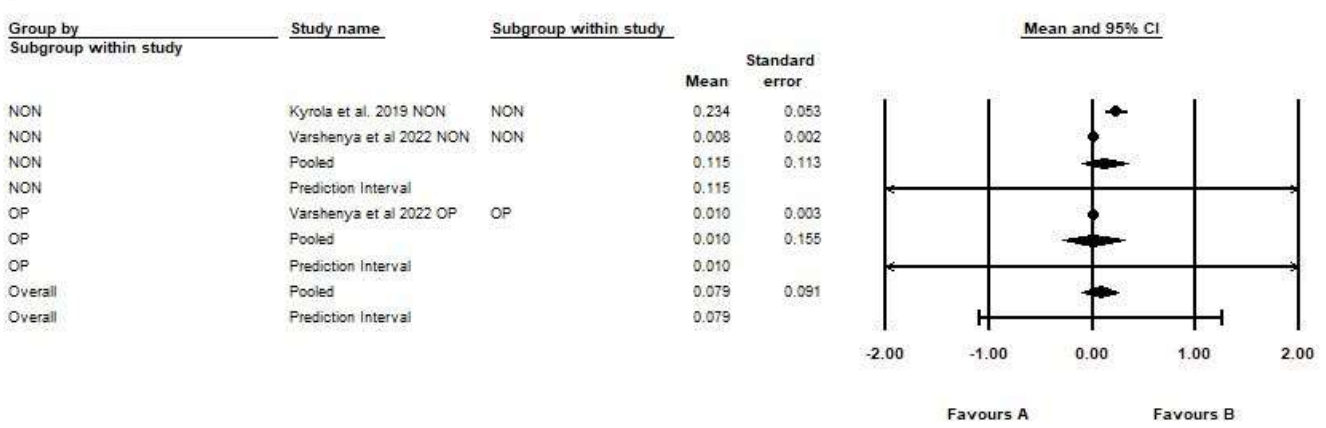 Group by Study name Subgroup within study Mean and 95% CI
Subgroup within study
Standard
Mean error
NON Kyrola et al. 2019 NON NON 0.234 0.053
NON Varshenya et al 2022 NON NON 0.008 0.002
NON Pooled 0.115 0.113
NON Prediction Interval 0.115
OP Varshenya et al 2022 OP OP 0.010 0.003
OP Pooled 0.010 0.155
OP Prediction Interval 0.010
Overall Pooled 0.079 0.091
Overall Prediction Interval 0.079
-2.00 -1.00 0.00 1.00 2.00
Favours A Favours B